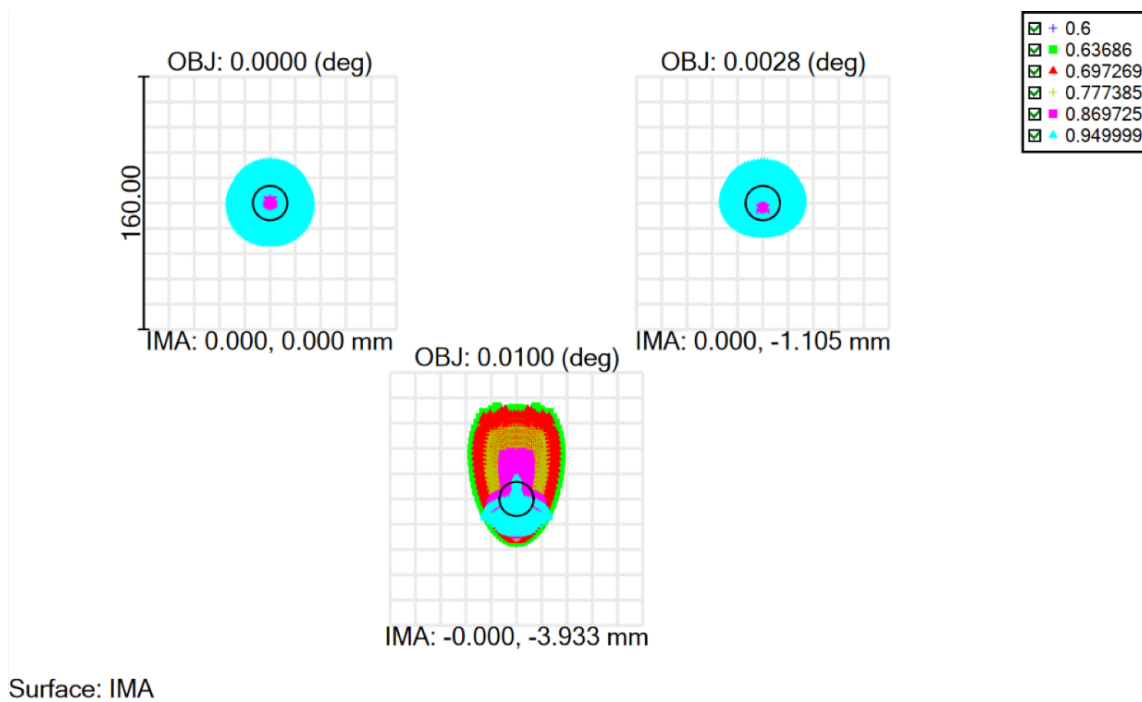 OBJ: 0.0000 (deg)
OBJ: 0.0028 (deg)
+ 0.6
0.63686
0.697269
+ 0.777385
0.869725
0.949999
160.00
IMA: 0.000, 0.000 mm
IMA: 0.000, -1.105 mm
OBJ: 0.0100 (deg)
IMA: -0.000, -3.933 mm
Surface: IMA